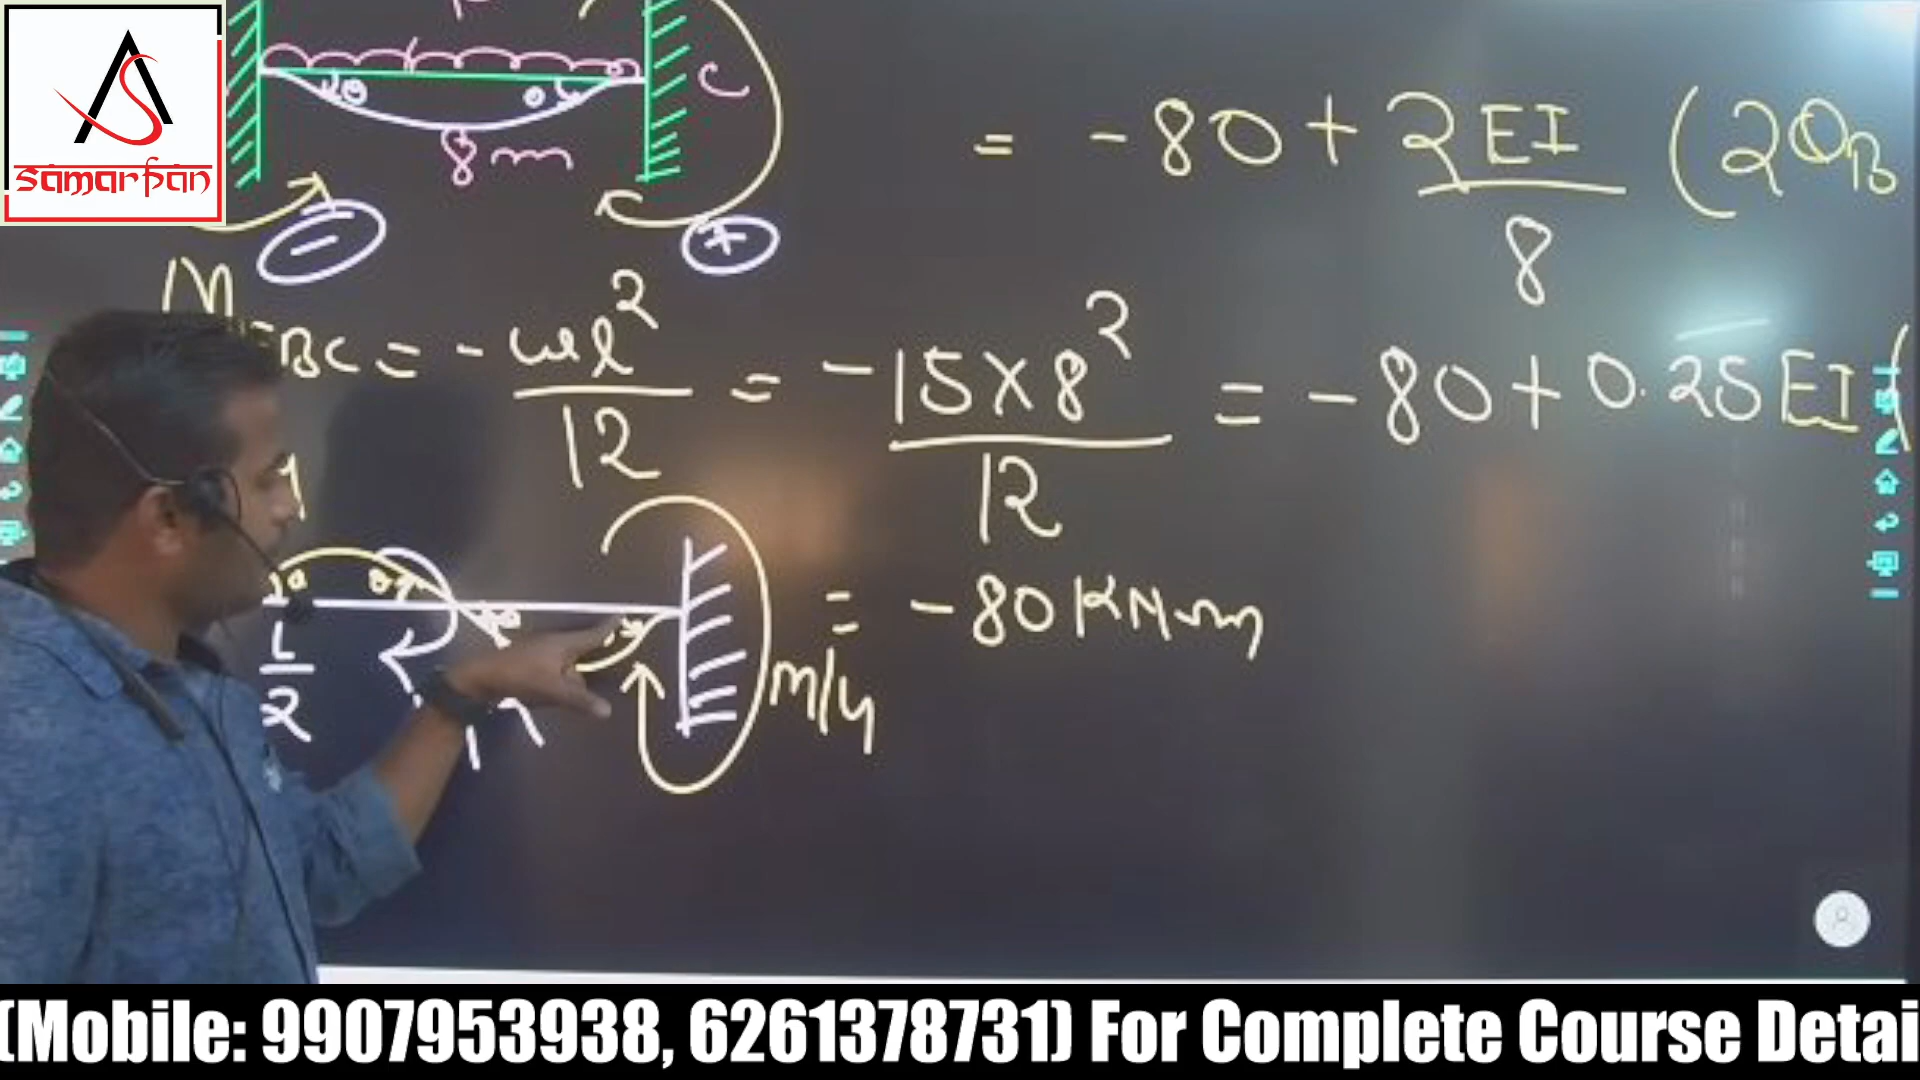 SAMARPAN
C
8m
−
+
= -80 + 2EI/8 (2θB
MFBC = -wl²/12 = -15×8²/12 = -80 + 0.25EI (
= -80 KN-m
L/2
M/4
(Mobile: 9907953938, 6261378731) For Complete Course Detai